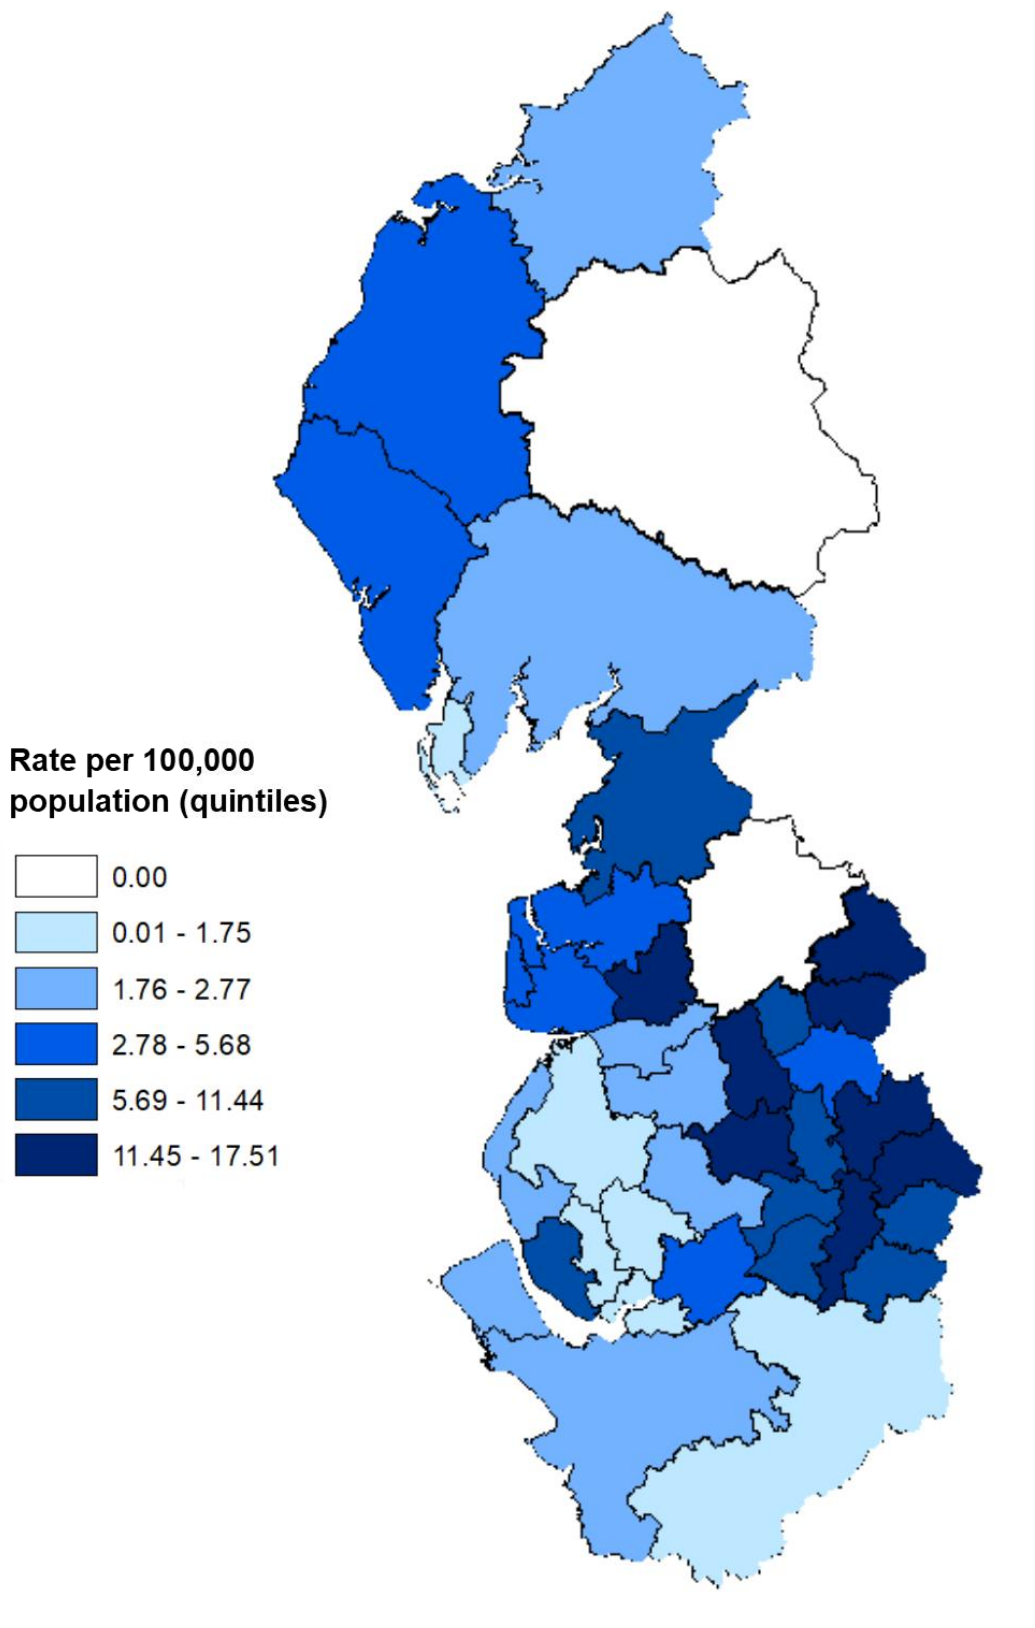 Rate per 100,000
population (quintiles)
0.00
0.01 - 1.75
1.76 - 2.77
2.78 - 5.68
5.69 - 11.44
11.45 - 17.51